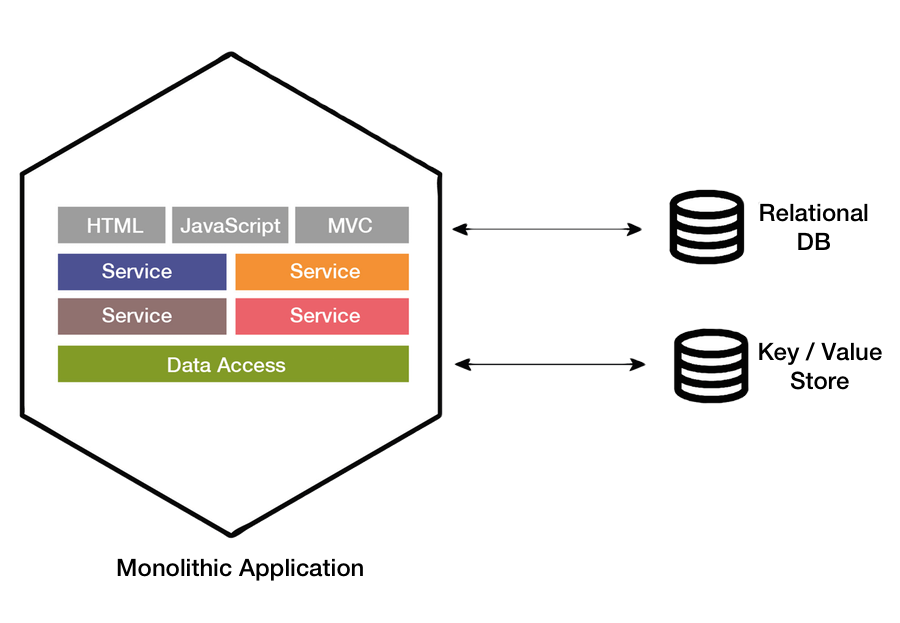 HTML JavaScript MVC
Service Service
Service Service
Data Access
Relational
DB
Key / Value
Store
Monolithic Application